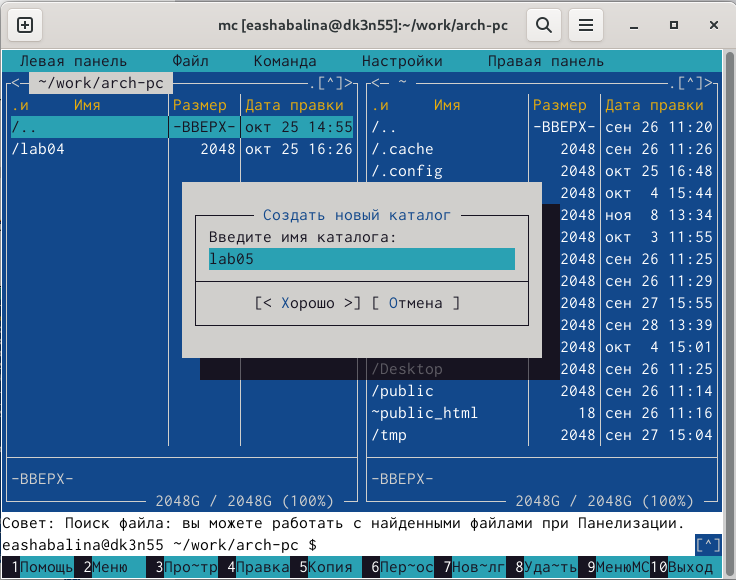 mc [eashabalina@dk3n55]:~/work/arch-pc
Левая панель Файл Команда Настройки Правая панель
<— ~/work/arch-pc .[^]> <— ~ .[^]>
.и Имя Размер Дата правки .и Имя Размер Дата правки
/.. -ВВЕРХ- окт 25 14:55 /.. -ВВЕРХ- сен 26 11:20
/lab04 2048 окт 25 16:26 /.cache 2048 сен 26 11:26
/.config 2048 окт 25 16:48
2048 окт 4 15:44
Создать новый каталог 2048 ноя 8 13:34
Введите имя каталога: 2048 окт 3 11:55
lab05 2048 сен 26 11:25
2048 сен 26 11:29
[< Хорошо >] [ Отмена ] 2048 сен 27 15:55
2048 сен 28 13:39
2048 окт 4 15:01
/Desktop 2048 сен 26 11:25
/public 2048 сен 26 11:14
~public_html 18 сен 26 11:16
/tmp 2048 сен 27 15:04
-ВВЕРХ- -ВВЕРХ-
2048G / 2048G (100%) 2048G / 2048G (100%)
Совет: Поиск файла: вы можете работать с найденными файлами при Панелизации.
eashabalina@dk3n55 ~/work/arch-pc $ [^]
1Помощь 2Меню 3Про~тр 4Правка 5Копия 6Пер~ос 7Нов~лг 8Уда~ть 9МенюMC 10Выход